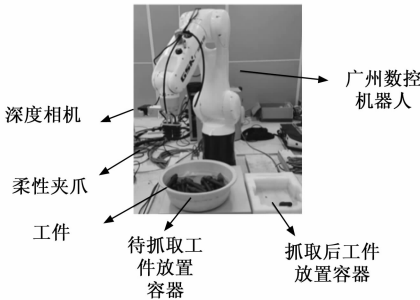 广州数控
机器人
深度相机
柔性夹爪
工件
待抓取工
件放置
容器
抓取后工件
放置容器
GSK